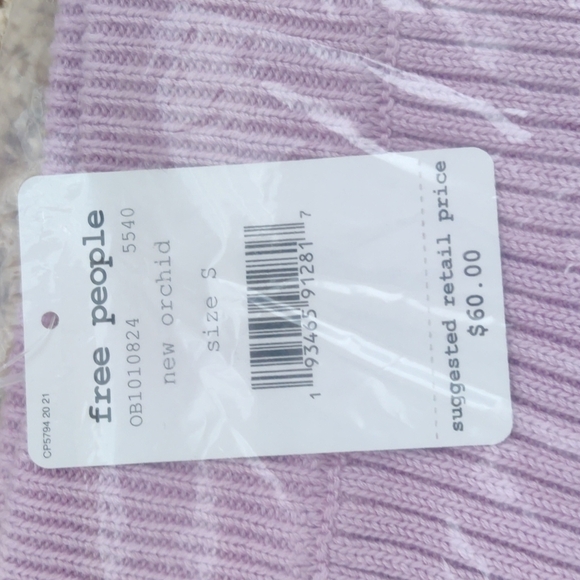 CP5794 20 21
free people
OB1010824 5540
new orchid
size S
1 93465 91281 7
suggested retail price
$60.00